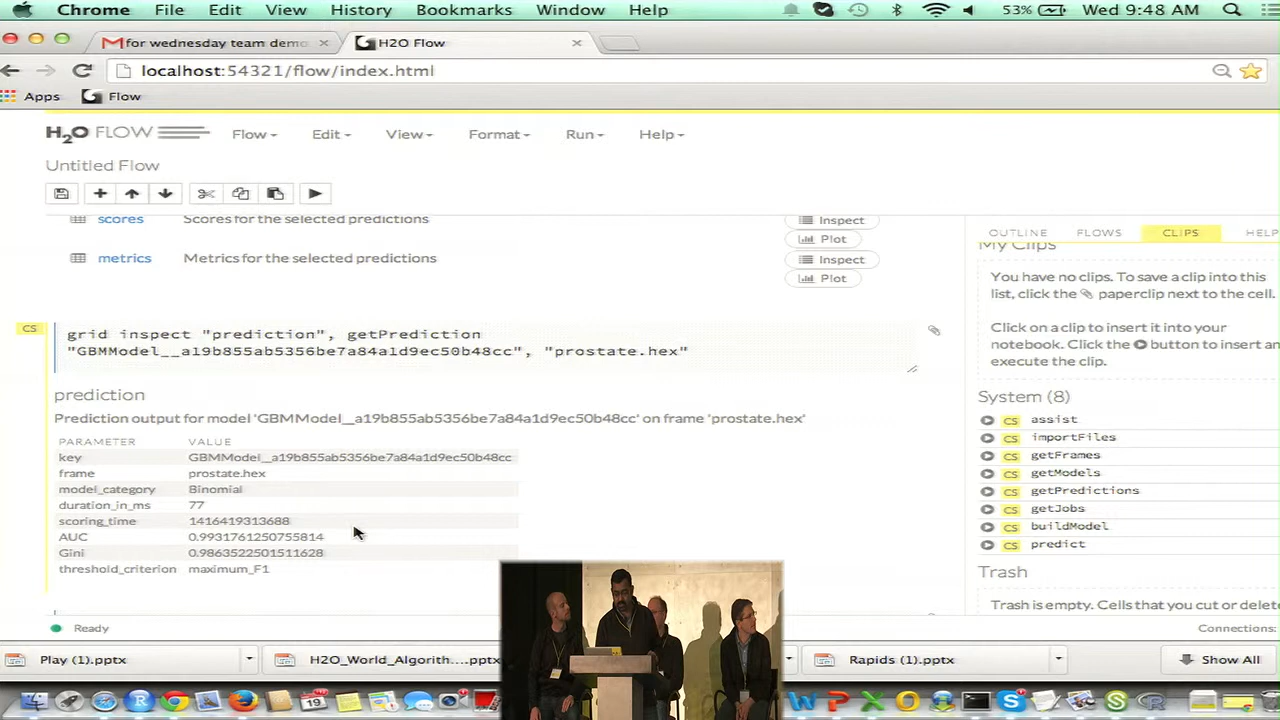 Chrome File Edit View History Bookmarks Window Help 53% Wed 9:48 AM
for wednesday team demo H2O Flow
localhost:54321/flow/index.html
Apps Flow
H2O FLOW Flow Edit View Format Run Help
Untitled Flow
scores Scores for the selected predictions Inspect
Plot
metrics Metrics for the selected predictions Inspect
Plot
CS
grid inspect "prediction", getPrediction
"GBMModel__a19b855ab5356be7a84a1d9ec50b48cc", "prostate.hex"
prediction
Prediction output for model 'GBMModel__a19b855ab5356be7a84a1d9ec50b48cc' on frame 'prostate.hex'
PARAMETER VALUE
key GBMModel__a19b855ab5356be7a84a1d9ec50b48cc
frame prostate.hex
model_category Binomial
duration_in_ms 77
scoring_time 1416419313688
AUC 0.9931761250755814
Gini 0.9863522501511628
threshold_criterion maximum_F1
OUTLINE FLOWS CLIPS HELP
My Clips
You have no clips. To save a clip into this
list, click the paperclip next to the cell.
Click on a clip to insert it into your
notebook. Click the button to insert an
execute the clip.
System (8)
CS assist
CS importFiles
CS getFrames
CS getModels
CS getPredictions
CS getJobs
CS buildModel
CS predict
Trash
Trash is empty. Cells that you cut or delete
Ready Connections:
Play (1).pptx H2O_World_Algorith....pptx Rapids (1).pptx Show All
19